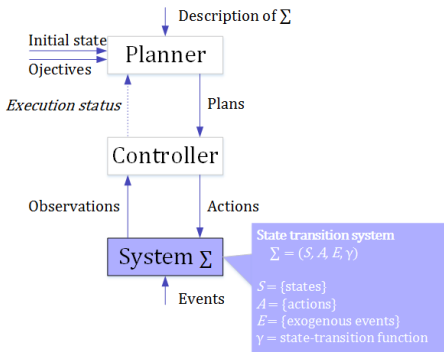 Description of Σ
Initial state
Ojectives
Planner
Execution status
Plans
Controller
Observations
Actions
System Σ
Events
State transition system
Σ = (S, A, E, γ)
S = {states}
A = {actions}
E = {exogenous events}
γ = state-transition function